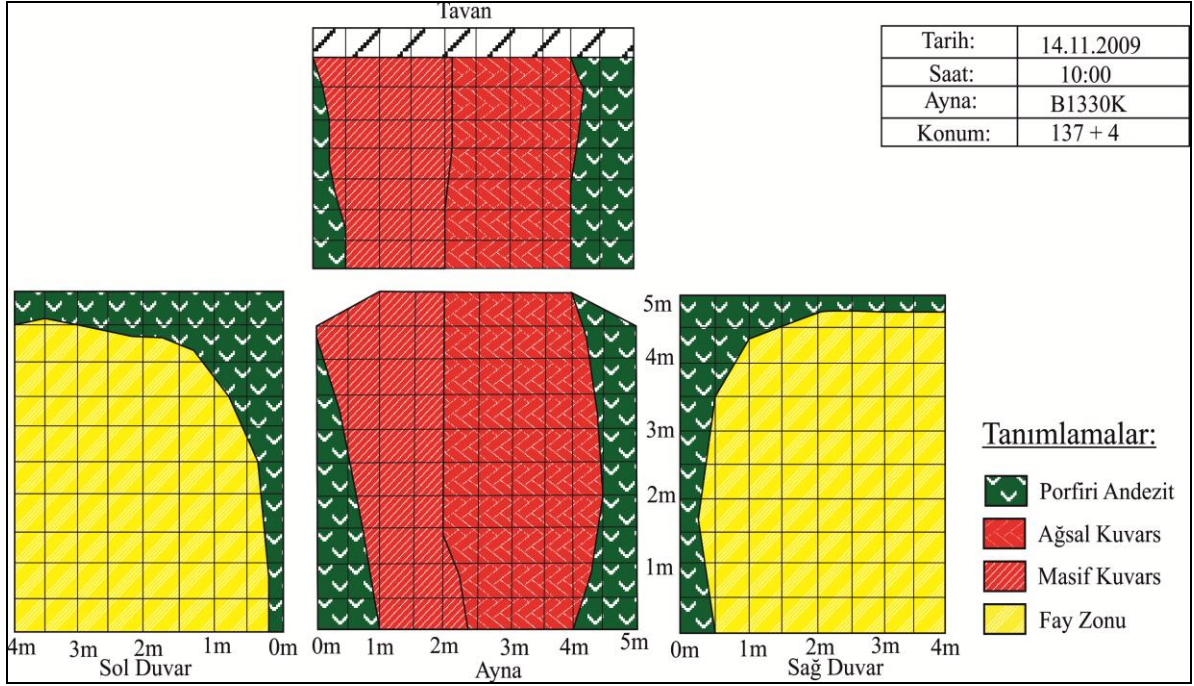 Tavan
Tarih: 14.11.2009
Saat: 10:00
Ayna: B1330K
Konum: 137 + 4
5m
4m
3m
2m
1m
4m 3m 2m 1m 0m
Sol Duvar
0m 1m 2m 3m 4m 5m
Ayna
0m 1m 2m 3m 4m
Sağ Duvar
Tanımlamalar:
Porfiri Andezit
Ağsal Kuvars
Masif Kuvars
Fay Zonu